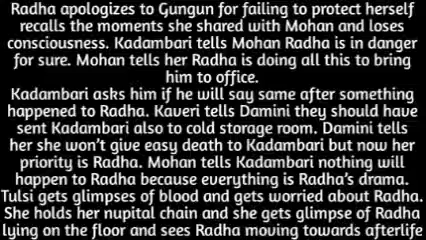 Radha apologizes to Gungun for failing to protect herself
recalls the moments she shared with Mohan and loses
consciousness. Kadambari tells Mohan Radha is in danger
for sure. Mohan tells her Radha is doing all this to bring
him to office.
Kadambari asks him if he will say same after something
happened to Radha. Kaveri tells Damini they should have
sent Kadambari also to cold storage room. Damini tells
her she won't give easy death to Kadambari but now her
priority is Radha. Mohan tells Kadambari nothing will
happen to Radha because everything is Radha's drama.
Tulsi gets glimpses of blood and gets worried about Radha.
She holds her nupital chain and she gets glimpse of Radha
lying on the floor and sees Radha moving towards afterlife